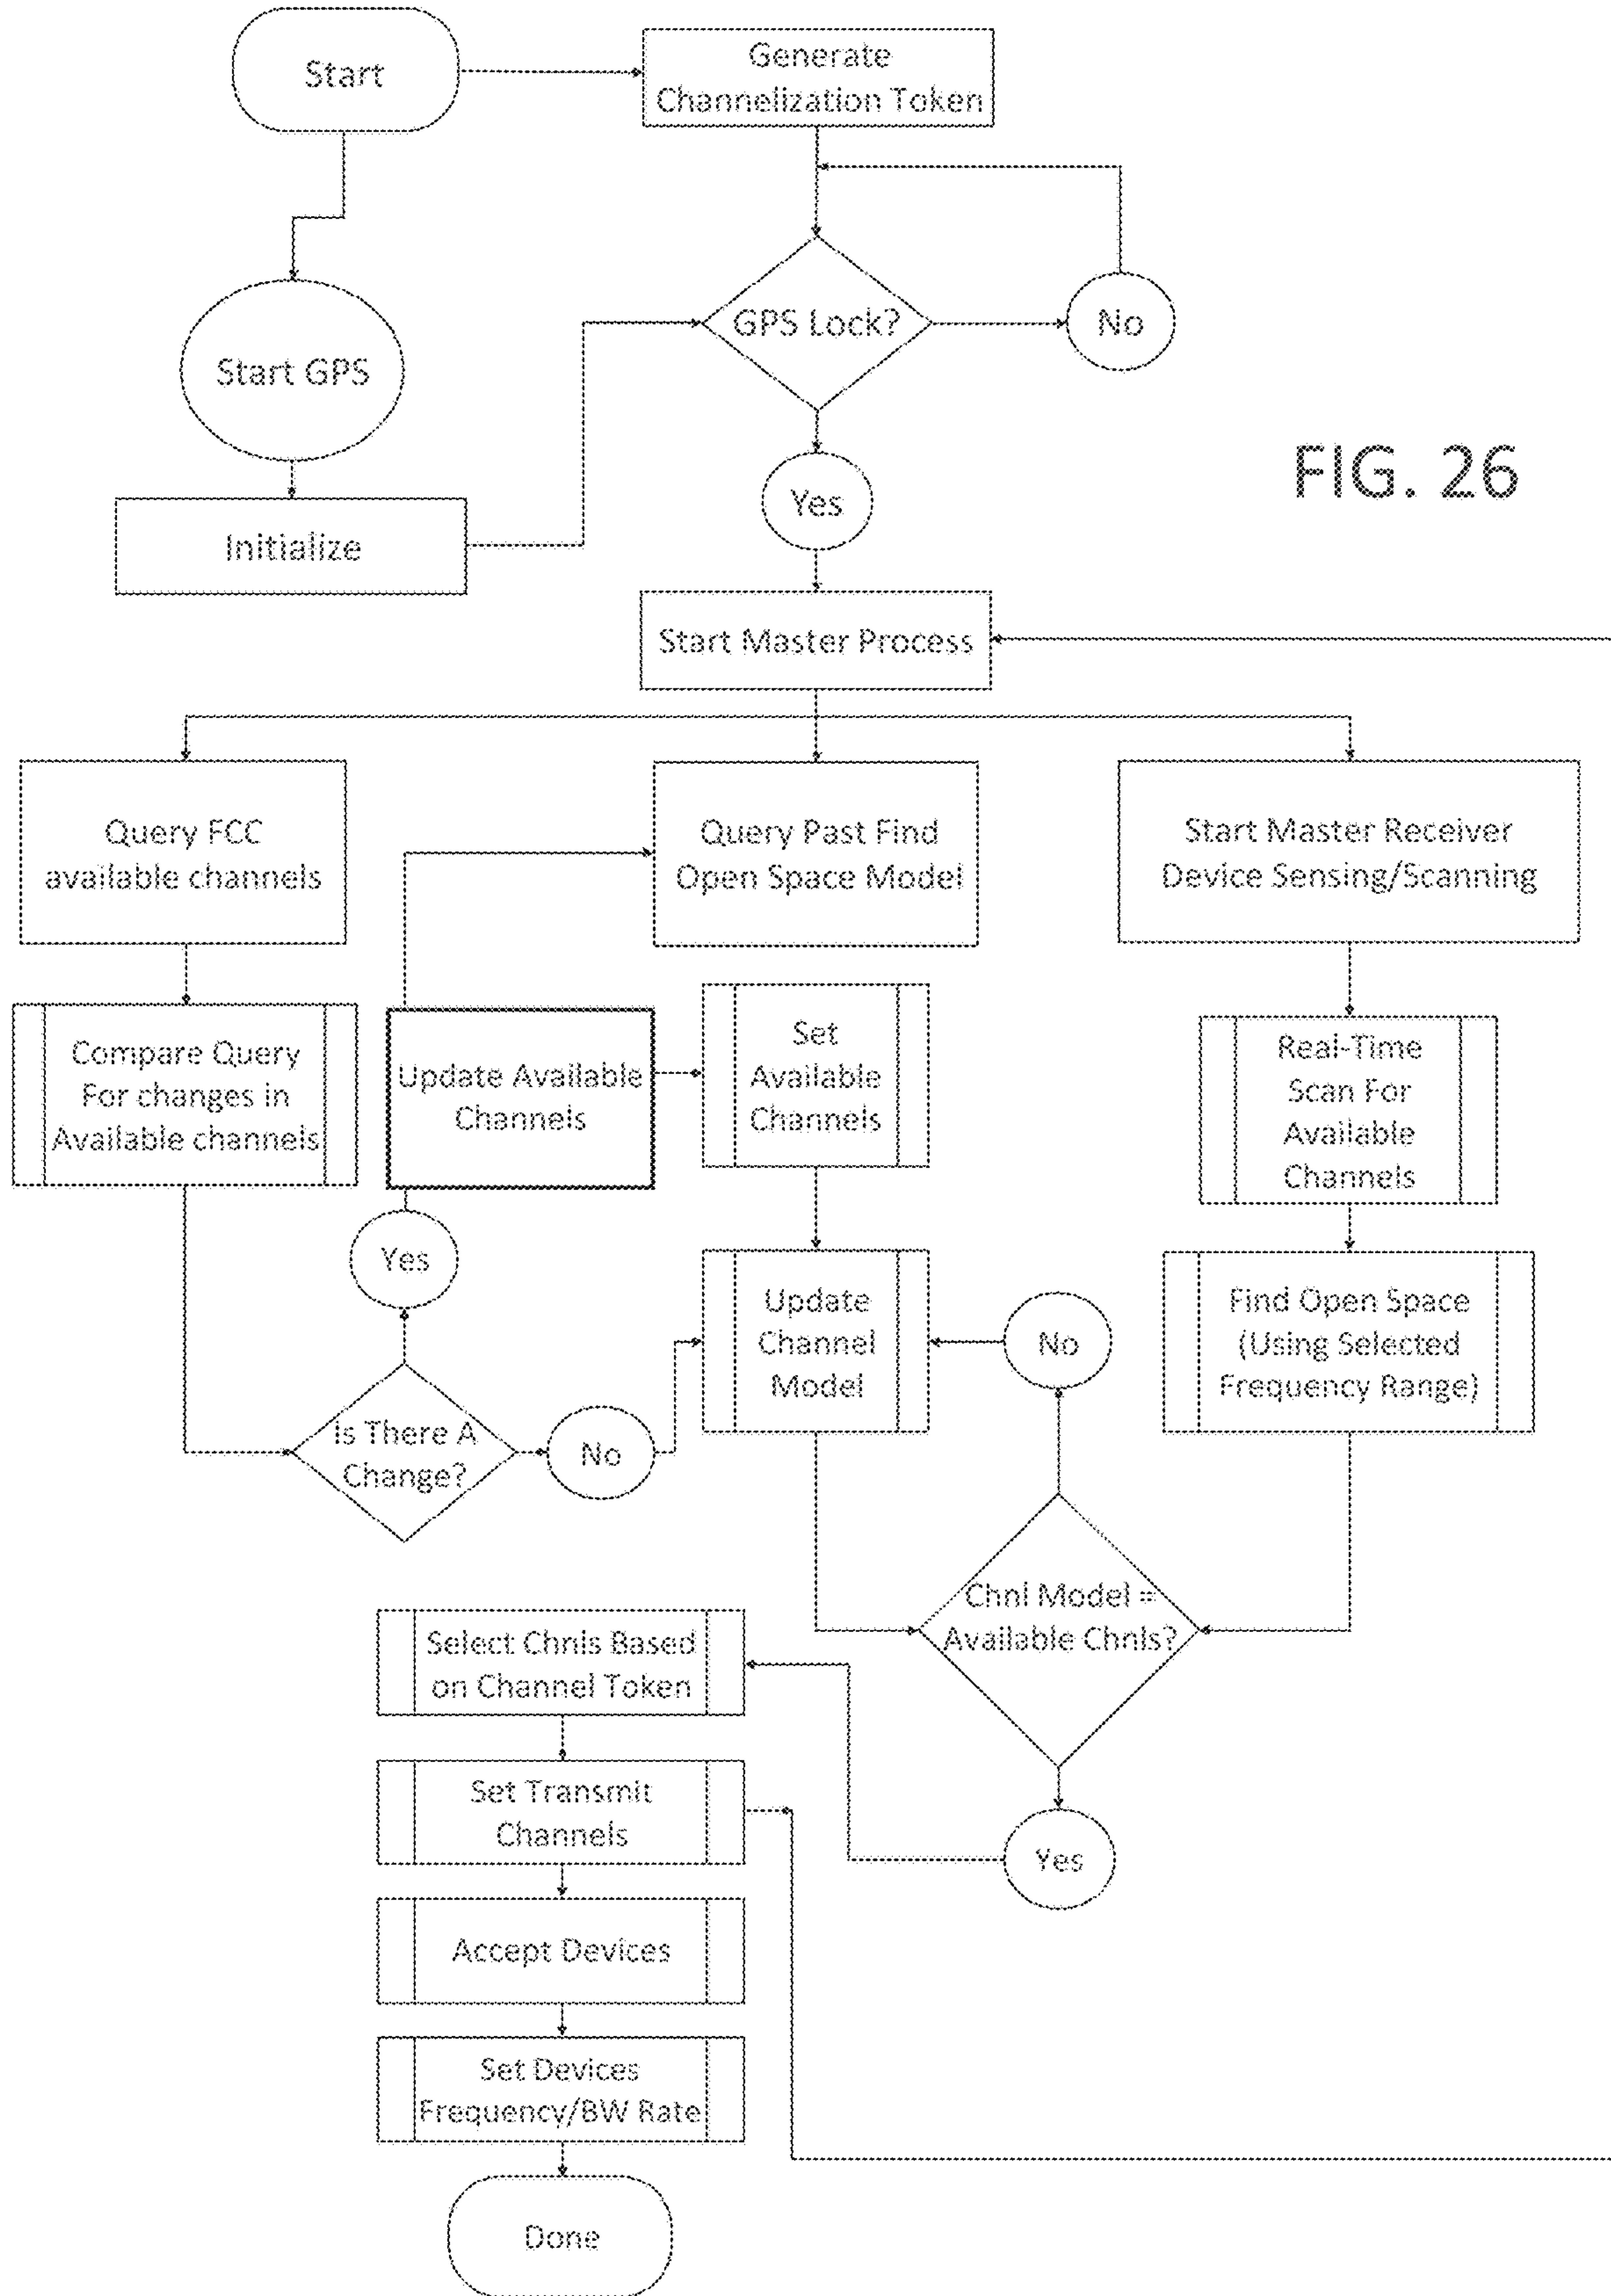 Start
Generate
Channelization Token
GPS Lock?
No
Start GPS
FIG. 26
Yes
Initialize
Start Master Process
Query FCC
available channels
Query Past Find
Open Space Model
Start Master Receiver
Device Sensing/Scanning
Compare Query
For changes in
Available channels
Update Available
Channels
Set
Available
Channels
Real-Time
Scan For
Available
Channels
Yes
Update
Channel
Model
No
Find Open Space
(Using Selected
Frequency Range)
Is There A
Change?
No
Chnl Model =
Available Chnls?
Select Chnls Based
on Channel Token
Set Transmit
Channels
Yes
Accept Devices
Set Devices
Frequency/BW Rate
Done